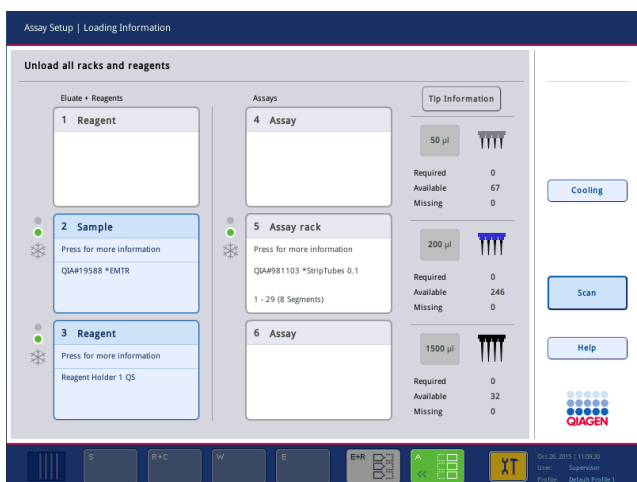 Assay Setup | Loading Information
Unload all racks and reagents
Eluate + Reagents
Assays
Tip Information
1 Reagent
4 Assay
50 µl
Required 0
Available 67
Missing 0
Cooling
2 Sample
Press for more information
QIA#19588 *EMTR
5 Assay rack
Press for more information
QIA#981103 *StripTubes 0.1
1 - 29 (8 Segments)
200 µl
Required 0
Available 246
Missing 0
Scan
3 Reagent
Press for more information
Reagent Holder 1 QS
6 Assay
1500 µl
Required 0
Available 32
Missing 0
Help
QIAGEN
S
R+C
W
E
E+R
A
Oct 26, 2015 | 11:09:30
User: Supervisor
Profile: Default Profile 1